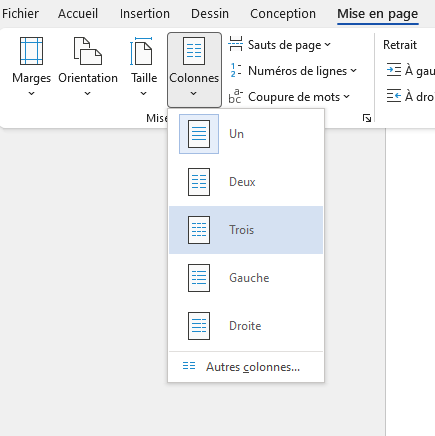 Fichier Accueil Insertion Dessin Conception Mise en page
Marges Orientation Taille Colonnes
Sauts de page
Numéros de lignes
Coupure de mots
Retrait
À gau
À droi
Mise
Un
Deux
Trois
Gauche
Droite
Autres colonnes...